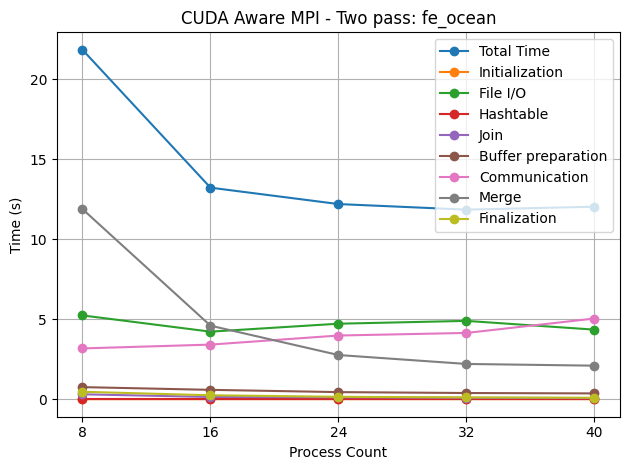 CUDA Aware MPI - Two pass: fe_ocean
Total Time
Initialization
File I/O
Hashtable
Join
Buffer preparation
Communication
Merge
Finalization
20
15
10
5
0
Time (s)
8 16 24 32 40
Process Count